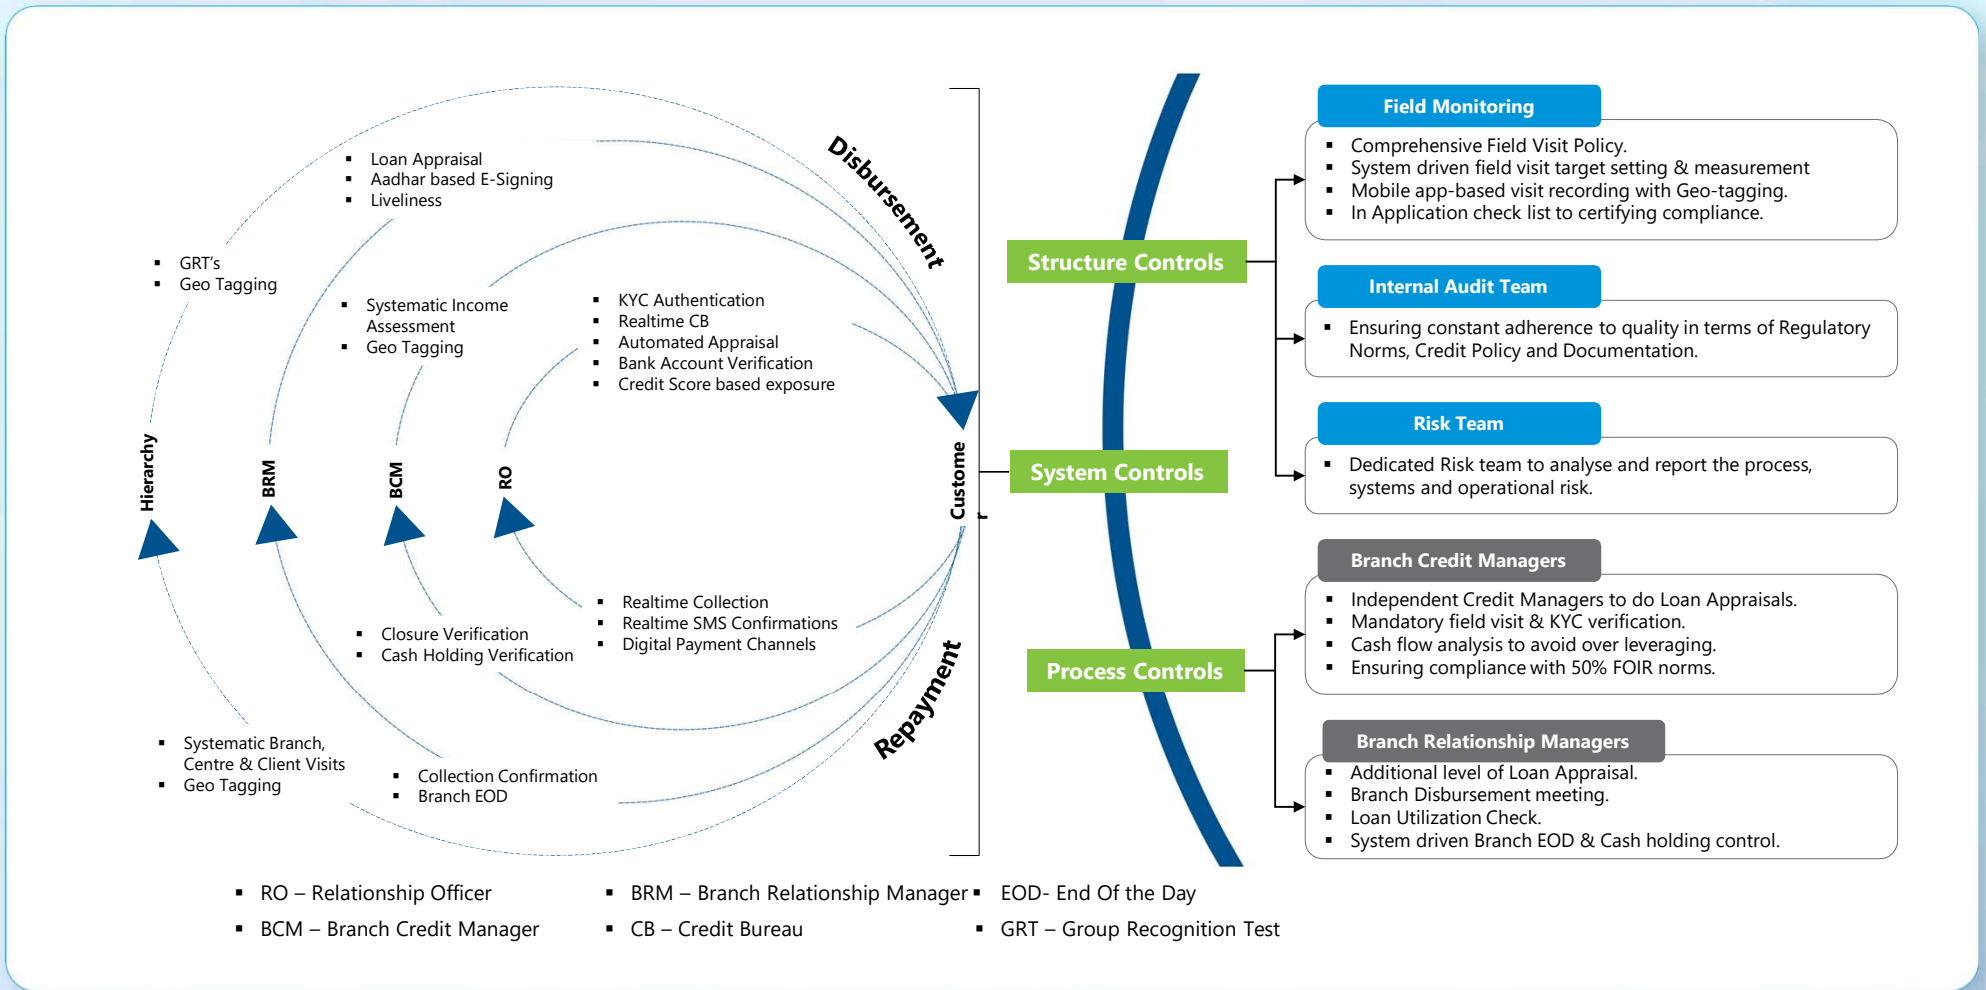 Disbursement
▪ Loan Appraisal
▪ Aadhar based E-Signing
▪ Liveliness
▪ GRT's
▪ Geo Tagging
▪ Systematic Income
Assessment
▪ Geo Tagging
▪ KYC Authentication
▪ Realtime CB
▪ Automated Appraisal
▪ Bank Account Verification
▪ Credit Score based exposure
Hierarchy
BRM
BCM
RO
Custome
r
▪ Realtime Collection
▪ Realtime SMS Confirmations
▪ Digital Payment Channels
▪ Closure Verification
▪ Cash Holding Verification
Repayment
▪ Systematic Branch,
Centre & Client Visits
▪ Geo Tagging
▪ Collection Confirmation
▪ Branch EOD
Structure Controls
System Controls
Process Controls
Field Monitoring
▪ Comprehensive Field Visit Policy.
▪ System driven field visit target setting & measurement
▪ Mobile app-based visit recording with Geo-tagging.
▪ In Application check list to certifying compliance.
Internal Audit Team
▪ Ensuring constant adherence to quality in terms of Regulatory
Norms, Credit Policy and Documentation.
Risk Team
▪ Dedicated Risk team to analyse and report the process,
systems and operational risk.
Branch Credit Managers
▪ Independent Credit Managers to do Loan Appraisals.
▪ Mandatory field visit & KYC verification.
▪ Cash flow analysis to avoid over leveraging.
▪ Ensuring compliance with 50% FOIR norms.
Branch Relationship Managers
▪ Additional level of Loan Appraisal.
▪ Branch Disbursement meeting.
▪ Loan Utilization Check.
▪ System driven Branch EOD & Cash holding control.
▪ RO – Relationship Officer
▪ BRM – Branch Relationship Manager
▪ EOD- End Of the Day
▪ BCM – Branch Credit Manager
▪ CB – Credit Bureau
▪ GRT – Group Recognition Test